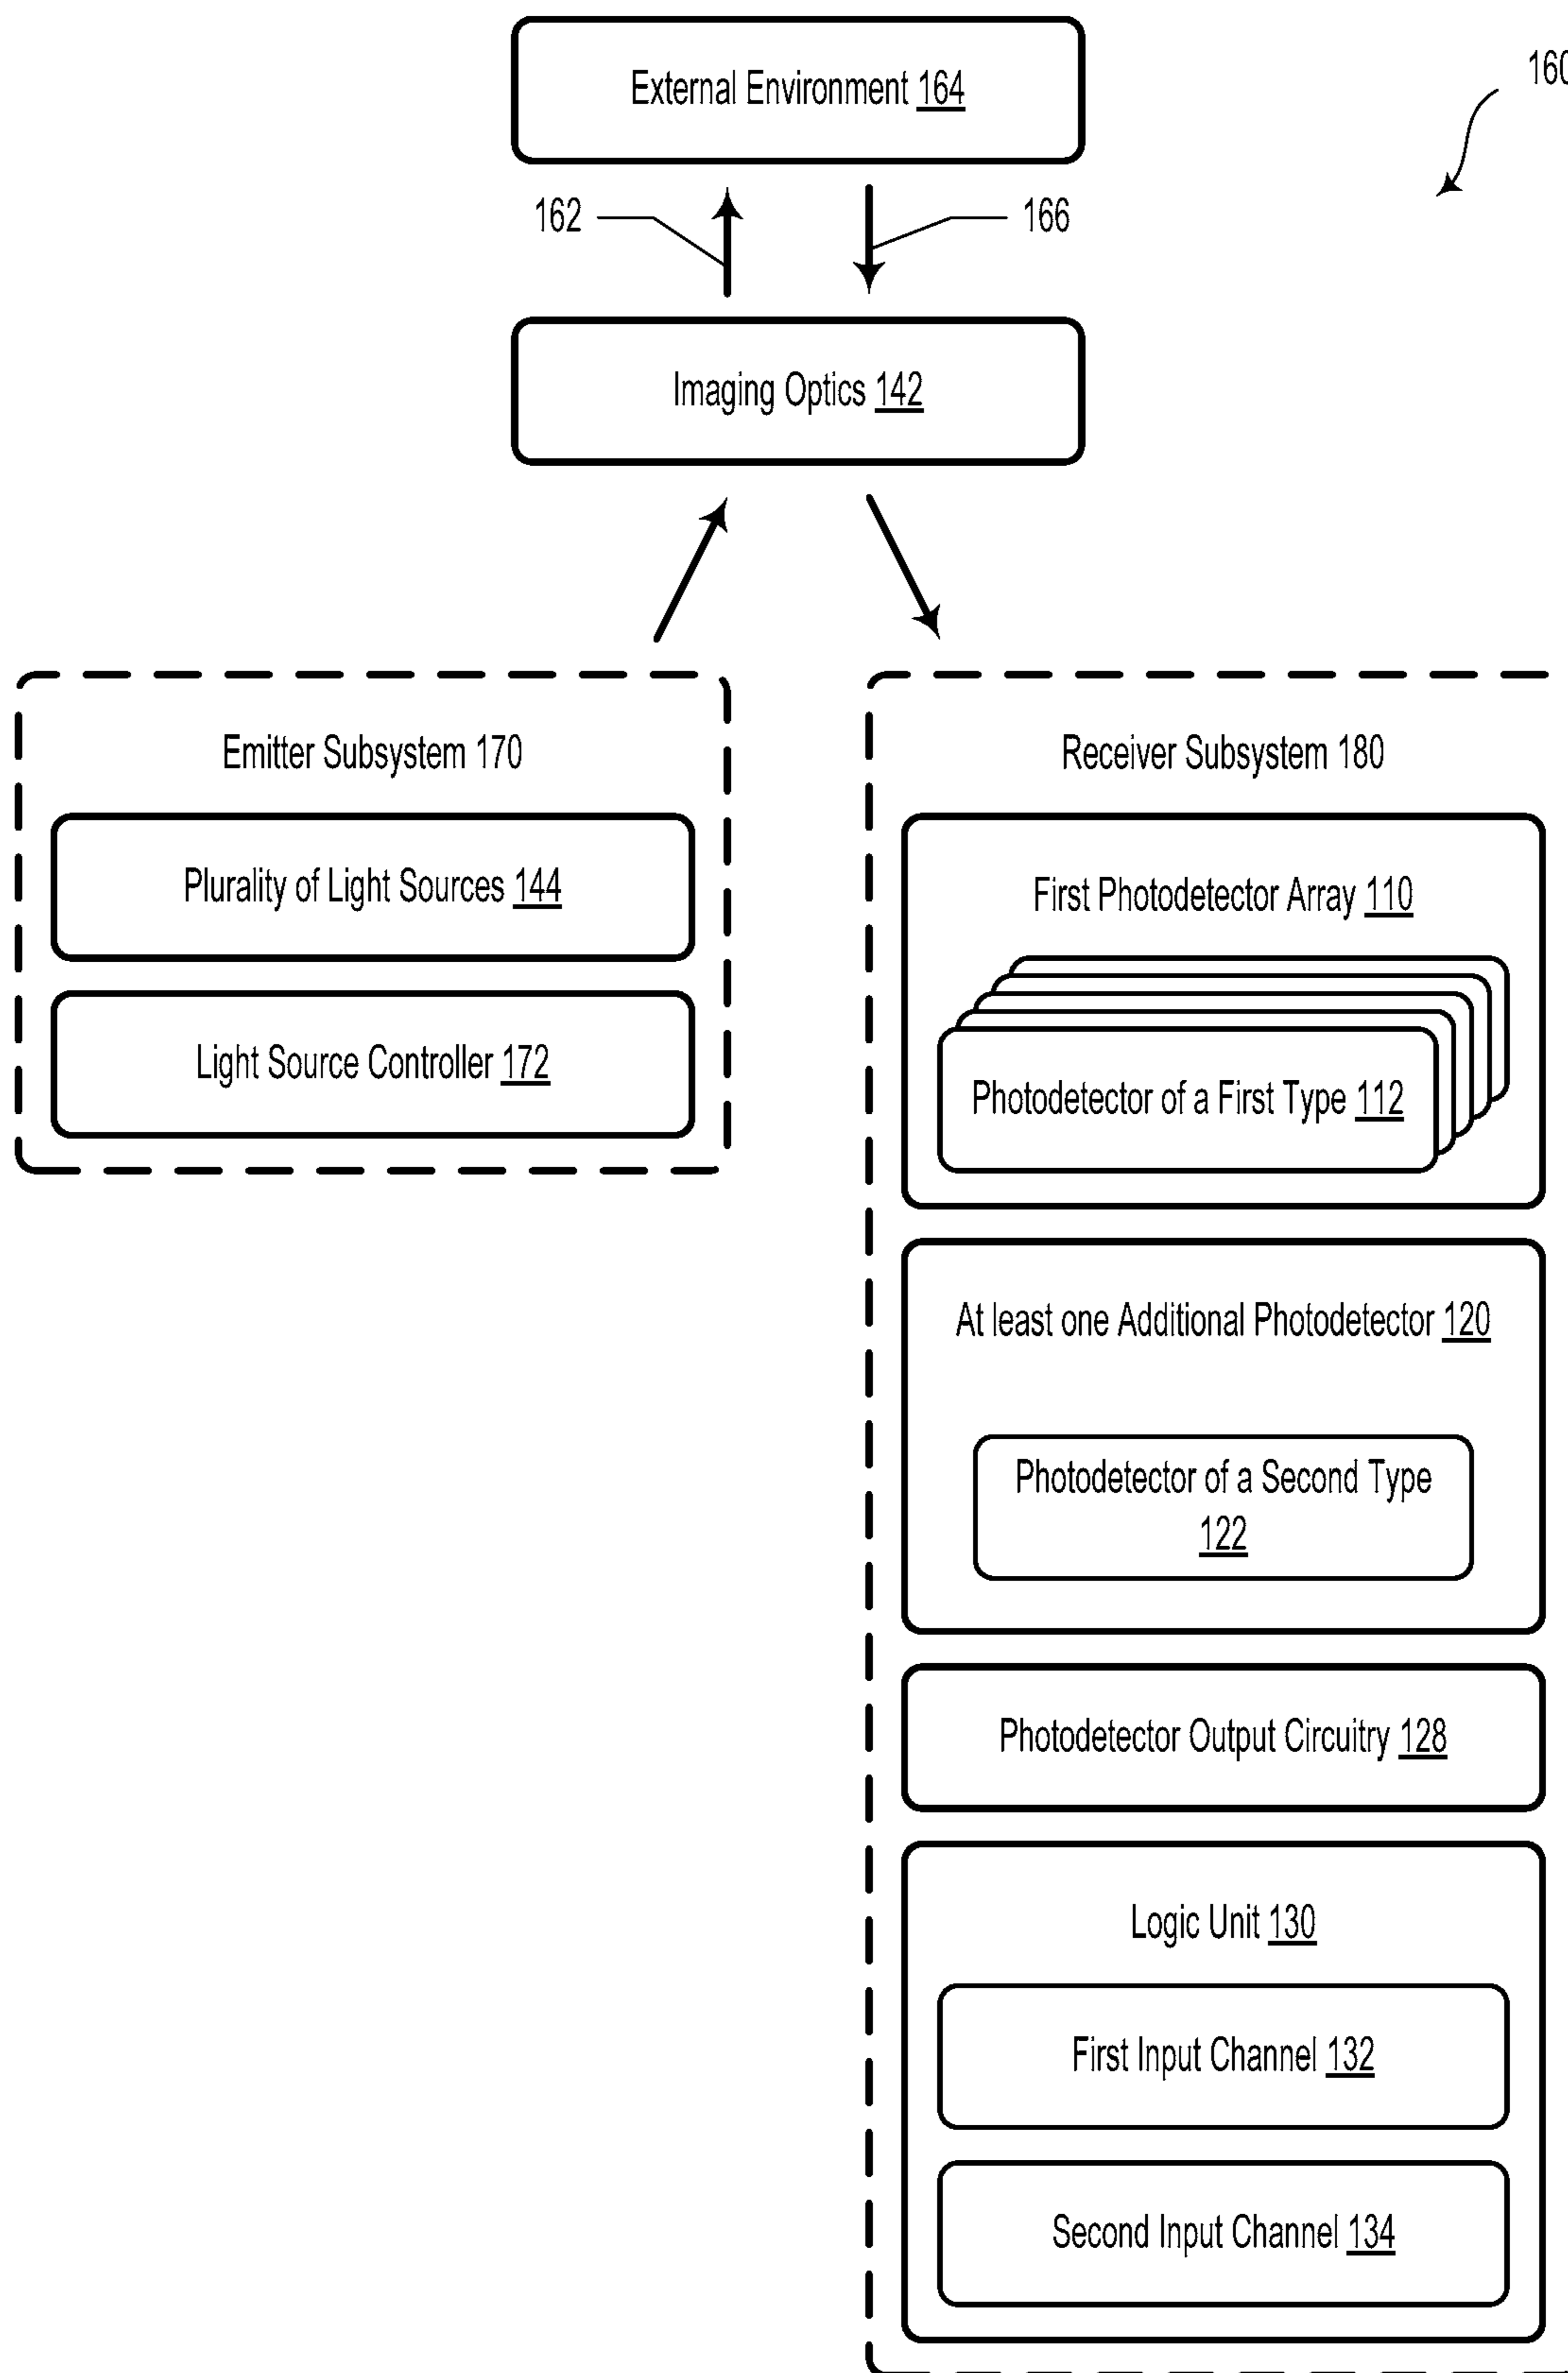 External Environment 164
160
162
166
Imaging Optics 142
Emitter Subsystem 170
Plurality of Light Sources 144
Light Source Controller 172
Receiver Subsystem 180
First Photodetector Array 110
Photodetector of a First Type 112
At least one Additional Photodetector 120
Photodetector of a Second Type
122
Photodetector Output Circuitry 128
Logic Unit 130
First Input Channel 132
Second Input Channel 134